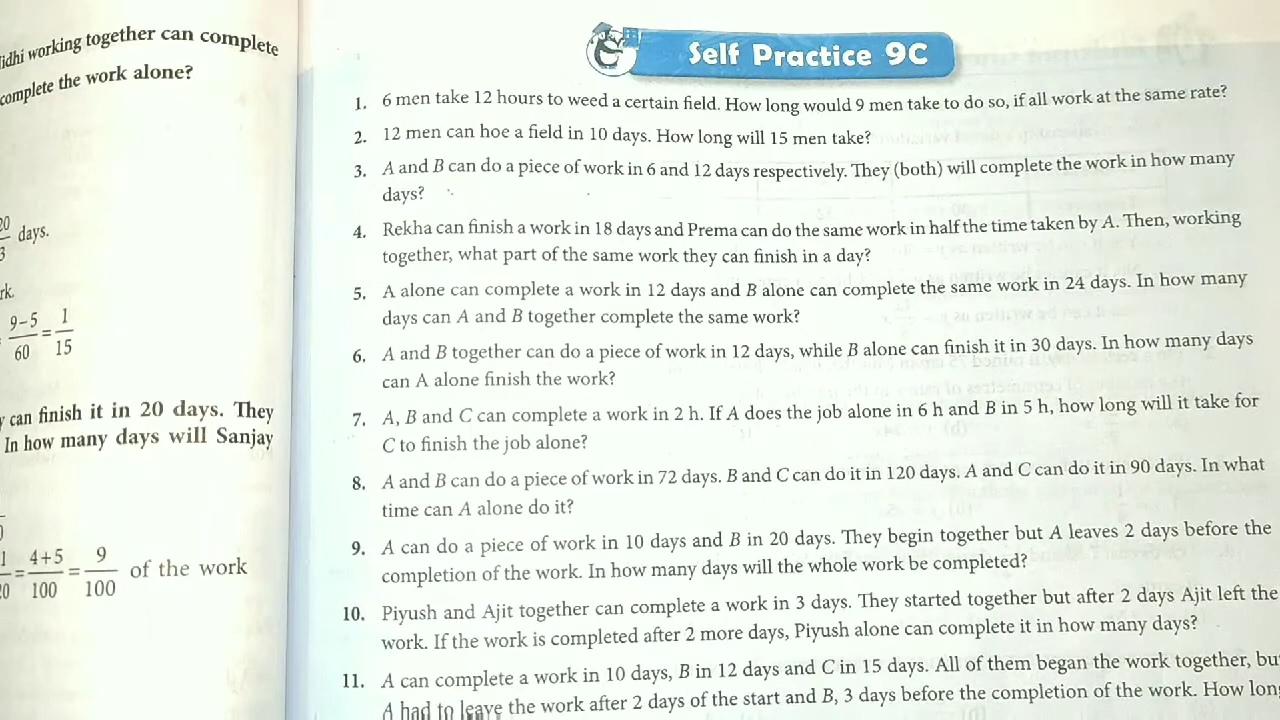 idhi working together can complete
complete the work alone?
20/3 days.
rk.
9-5/60 = 1/15
can finish it in 20 days. They
In how many days will Sanjay
= 4+5/100 = 9/100 of the work
Self Practice 9C
1. 6 men take 12 hours to weed a certain field. How long would 9 men take to do so, if all work at the same rate?
2. 12 men can hoe a field in 10 days. How long will 15 men take?
3. A and B can do a piece of work in 6 and 12 days respectively. They (both) will complete the work in how many
days?
4. Rekha can finish a work in 18 days and Prema can do the same work in half the time taken by A. Then, working
together, what part of the same work they can finish in a day?
5. A alone can complete a work in 12 days and B alone can complete the same work in 24 days. In how many
days can A and B together complete the same work?
6. A and B together can do a piece of work in 12 days, while B alone can finish it in 30 days. In how many days
can A alone finish the work?
7. A, B and C can complete a work in 2 h. If A does the job alone in 6 h and B in 5 h, how long will it take for
C to finish the job alone?
8. A and B can do a piece of work in 72 days. B and C can do it in 120 days. A and C can do it in 90 days. In what
time can A alone do it?
9. A can do a piece of work in 10 days and B in 20 days. They begin together but A leaves 2 days before the
completion of the work. In how many days will the whole work be completed?
10. Piyush and Ajit together can complete a work in 3 days. They started together but after 2 days Ajit left the
work. If the work is completed after 2 more days, Piyush alone can complete it in how many days?
11. A can complete a work in 10 days, B in 12 days and C in 15 days. All of them began the work together, bu
A had to leave the work after 2 days of the start and B, 3 days before the completion of the work. How lon